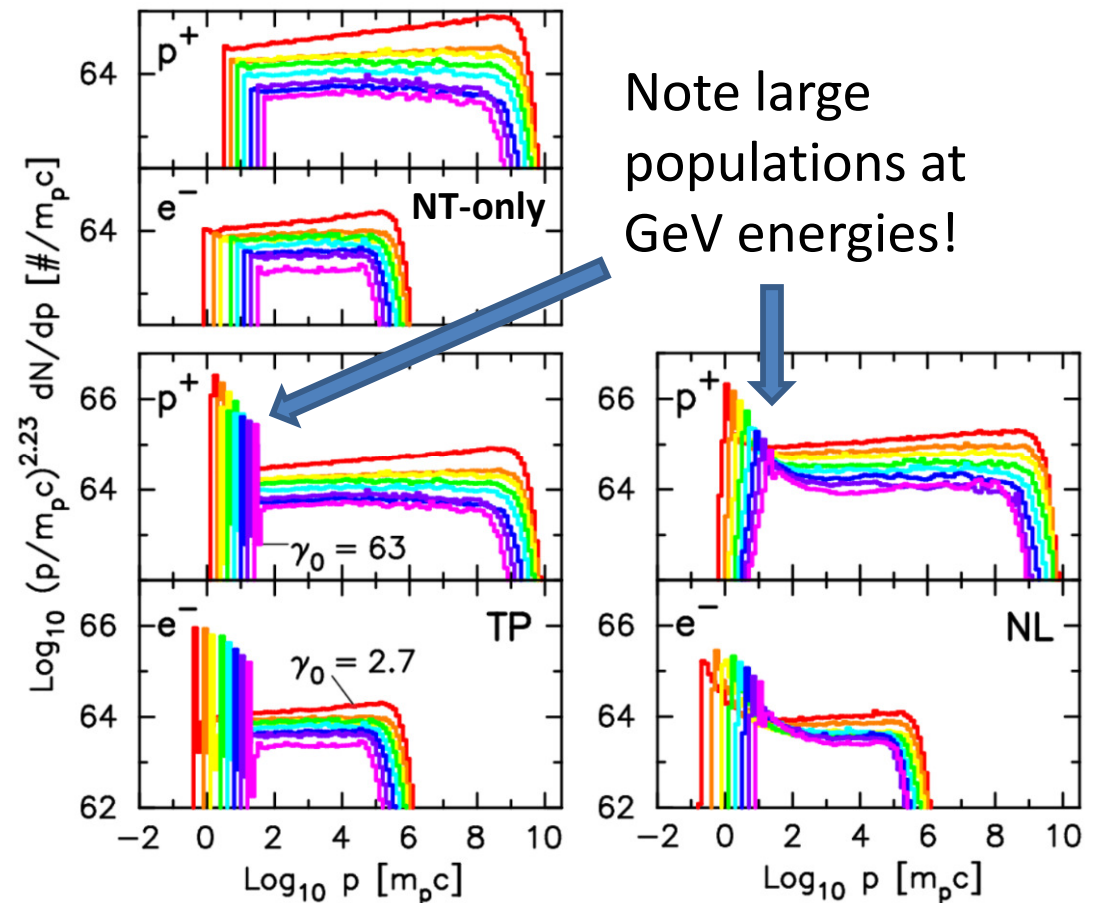 p⁺
64
e⁻
NT-only
64
Note large
populations at
GeV energies!
Log₁₀ (p/mₚc)²·²³ dN/dp [#/mₚc]
p⁺
66
64
γ₀ = 63
p⁺
66
64
e⁻
TP
66
64
62
γ₀ = 2.7
e⁻
NL
66
64
62
−2 0 2 4 6 8 10
Log₁₀ p [mₚc]
−2 0 2 4 6 8 10
Log₁₀ p [mₚc]